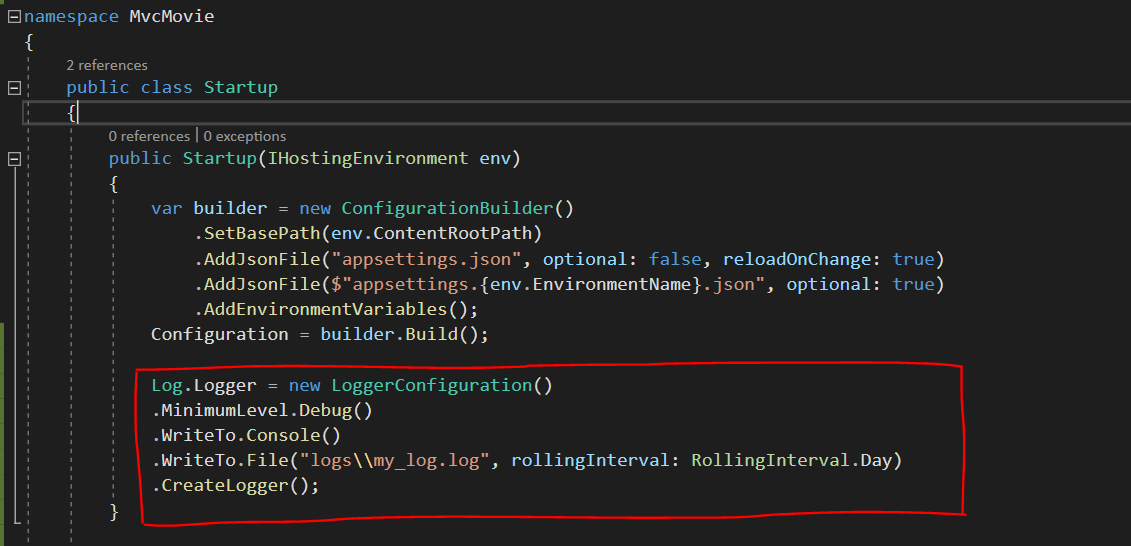 namespace MvcMovie
{
2 references
public class Startup
{
0 references | 0 exceptions
public Startup(IHostingEnvironment env)
{
var builder = new ConfigurationBuilder()
.SetBasePath(env.ContentRootPath)
.AddJsonFile("appsettings.json", optional: false, reloadOnChange: true)
.AddJsonFile($"appsettings.{env.EnvironmentName}.json", optional: true)
.AddEnvironmentVariables();
Configuration = builder.Build();
Log.Logger = new LoggerConfiguration()
.MinimumLevel.Debug()
.WriteTo.Console()
.WriteTo.File("logs\\my_log.log", rollingInterval: RollingInterval.Day)
.CreateLogger();
}